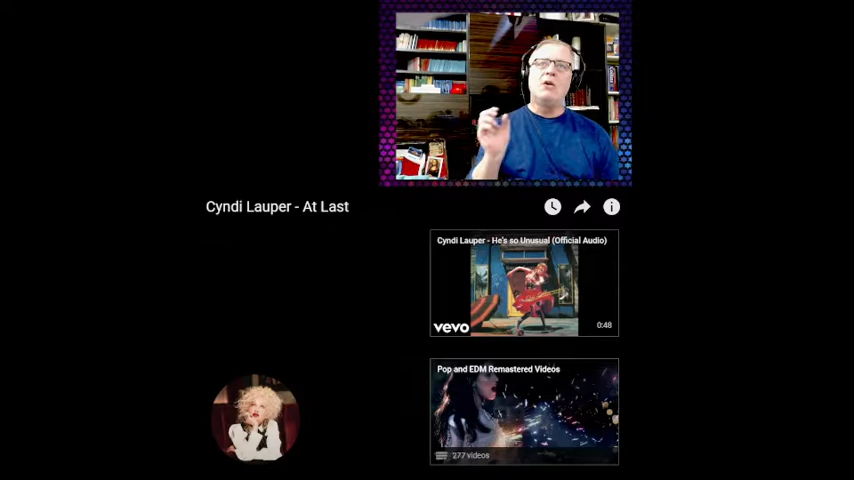 Cyndi Lauper - At Last
Cyndi Lauper - He's so Unusual (Official Audio)
vevo
0:48
Pop and EDM Remastered Videos
277 videos